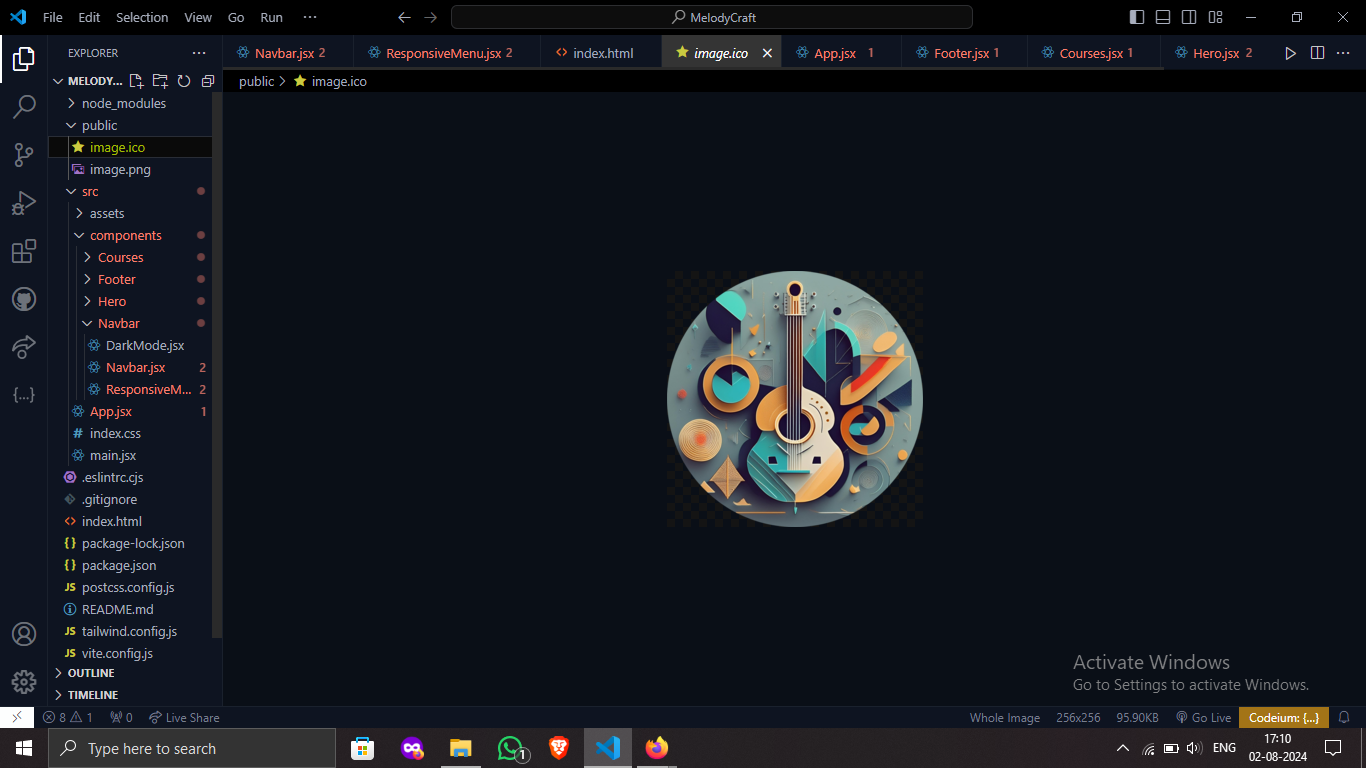 File Edit Selection View Go Run ··· MelodyCraft
EXPLORER ···
Navbar.jsx 2 ResponsiveMenu.jsx 2 index.html image.ico App.jsx 1 Footer.jsx 1 Courses.jsx 1 Hero.jsx 2 ···
MELODY...
public > image.ico
node_modules
public
image.ico
image.png
src
assets
components
Courses
Footer
Hero
Navbar
DarkMode.jsx
Navbar.jsx 2
ResponsiveM... 2
App.jsx 1
# index.css
main.jsx
.eslintrc.cjs
.gitignore
<> index.html
{} package-lock.json
{} package.json
JS postcss.config.js
README.md
JS tailwind.config.js
JS vite.config.js
OUTLINE
TIMELINE
Activate Windows
Go to Settings to activate Windows.
8 1 0 Live Share Whole Image 256x256 95.90KB Go Live Codeium: {...}
Type here to search 1 ENG 17:10
02-08-2024